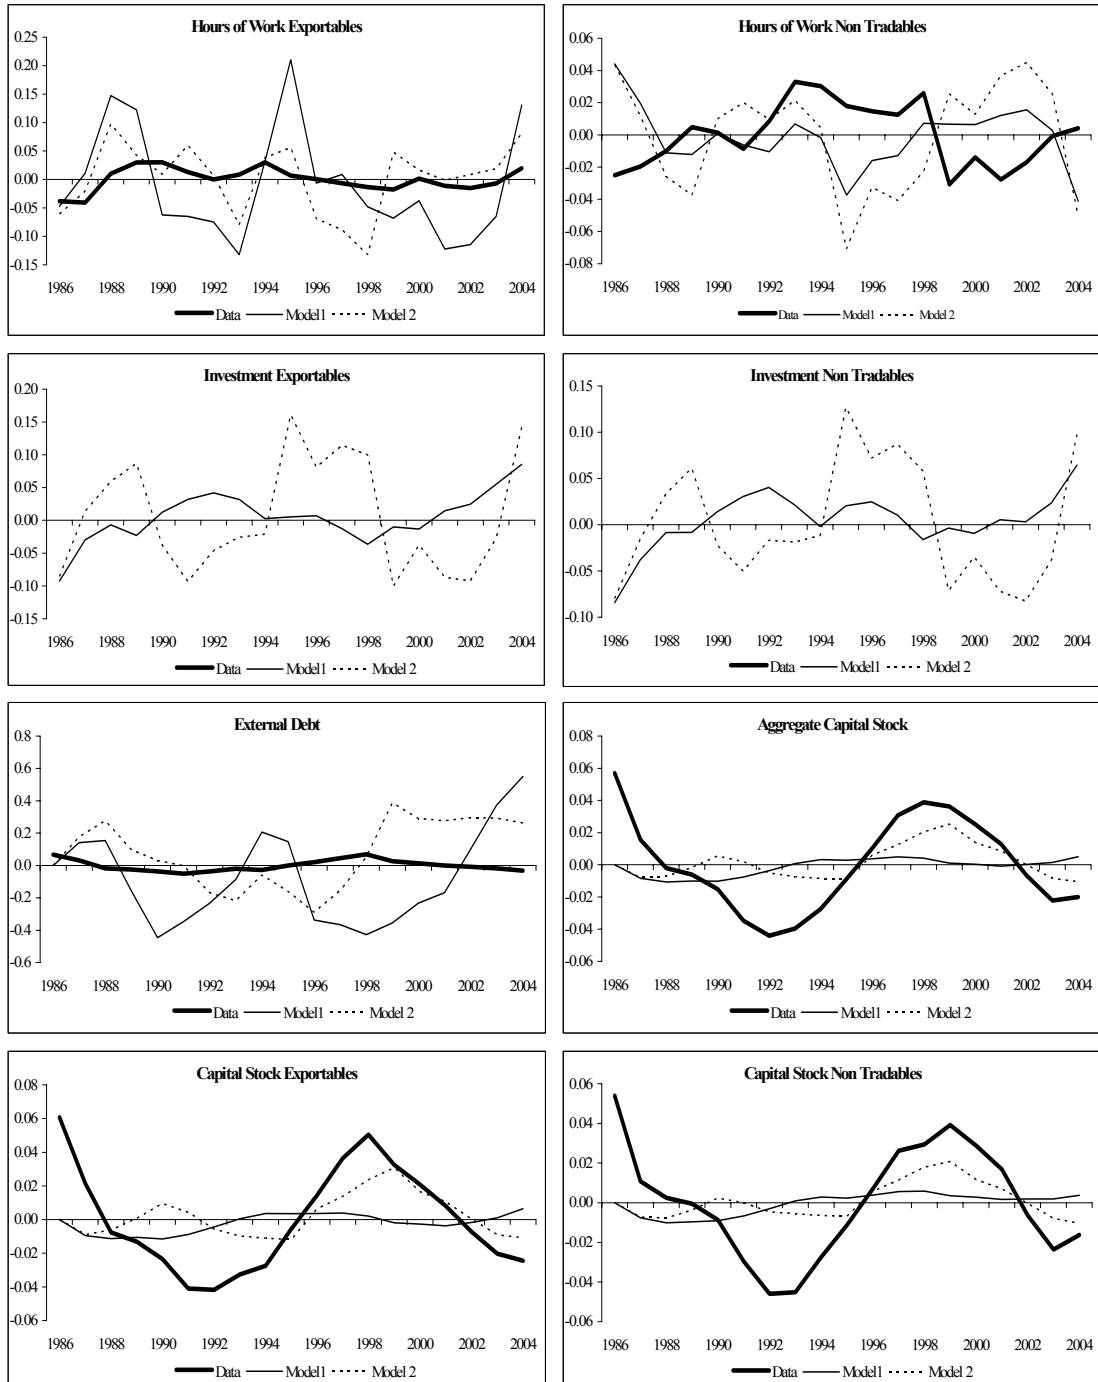 Hours of Work Exportables
0.25
0.20
0.15
0.10
0.05
0.00
-0.05
-0.10
-0.15
1986 1988 1990 1992 1994 1996 1998 2000 2002 2004
Data Model1 Model 2
Hours of Work Non Tradables
0.06
0.04
0.02
0.00
-0.02
-0.04
-0.06
-0.08
1986 1988 1990 1992 1994 1996 1998 2000 2002 2004
Data Model1 Model 2
Investment Exportables
0.20
0.15
0.10
0.05
0.00
-0.05
-0.10
-0.15
1986 1988 1990 1992 1994 1996 1998 2000 2002 2004
Data Model1 Model 2
Investment Non Tradables
0.15
0.10
0.05
0.00
-0.05
-0.10
1986 1988 1990 1992 1994 1996 1998 2000 2002 2004
Data Model1 Model 2
External Debt
0.8
0.6
0.4
0.2
0.0
-0.2
-0.4
-0.6
1986 1988 1990 1992 1994 1996 1998 2000 2002 2004
Data Model1 Model 2
Aggregate Capital Stock
0.08
0.06
0.04
0.02
0.00
-0.02
-0.04
-0.06
1986 1988 1990 1992 1994 1996 1998 2000 2002 2004
Data Model1 Model 2
Capital Stock Exportables
0.08
0.06
0.04
0.02
0.00
-0.02
-0.04
-0.06
1986 1988 1990 1992 1994 1996 1998 2000 2002 2004
Data Model1 Model 2
Capital Stock Non Tradables
0.06
0.04
0.02
0.00
-0.02
-0.04
-0.06
1986 1988 1990 1992 1994 1996 1998 2000 2002 2004
Data Model1 Model 2